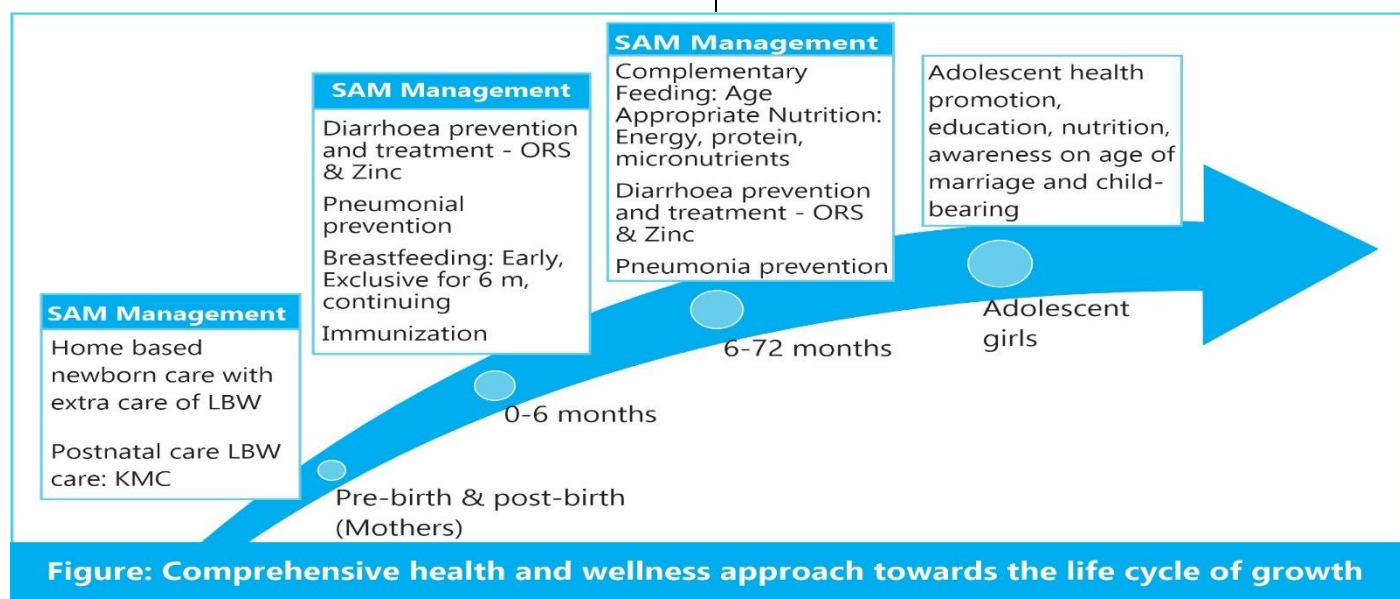 SAM Management
Home based
newborn care with
extra care of LBW
Postnatal care LBW
care: KMC
Pre-birth & post-birth
(Mothers)
SAM Management
Diarrhoea prevention
and treatment - ORS
& Zinc
Pneumonial
prevention
Breastfeeding: Early,
Exclusive for 6 m,
continuing
Immunization
0-6 months
SAM Management
Complementary
Feeding: Age
Appropriate Nutrition:
Energy, protein,
micronutrients
Diarrhoea prevention
and treatment - ORS
& Zinc
Pneumonia prevention
6-72 months
Adolescent health
promotion,
education, nutrition,
awareness on age of
marriage and child-
bearing
Adolescent
girls
Figure: Comprehensive health and wellness approach towards the life cycle of growth